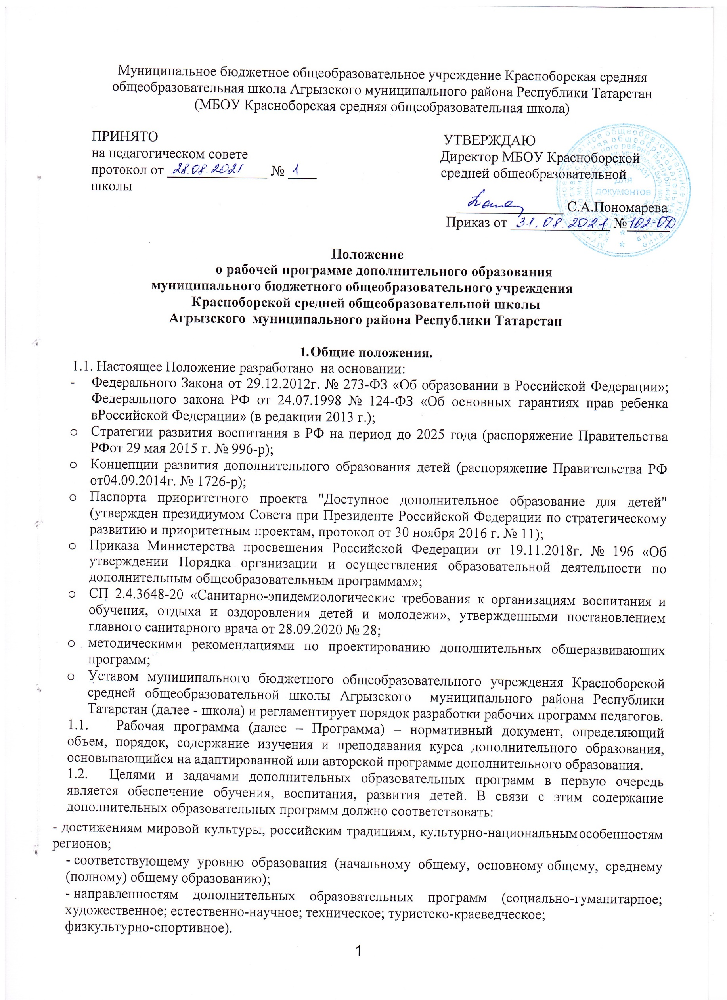 Муниципальное бюджетное общеобразовательное учреждение Красноборская средняя
общеобразовательная школа Агрызского муниципального района Республики Татарстан
(МБОУ Красноборская средняя общеобразовательная школа)
ПРИНЯТО
на педагогическом совете
протокол от 28.08.2021 № 1
школы
УТВЕРЖДАЮ
Директор МБОУ Красноборской
средней общеобразовательной
С.А.Пономарева
Приказ от 31.08.2021 №102-ОД
для
документов
Положение
о рабочей программе дополнительного образования
муниципального бюджетного общеобразовательного учреждения
Красноборской средней общеобразовательной школы
Агрызского муниципального района Республики Татарстан
1.Общие положения.
1.1. Настоящее Положение разработано на основании:
- Федерального Закона от 29.12.2012г. № 273-ФЗ «Об образовании в Российской Федерации»;
Федерального закона РФ от 24.07.1998 № 124-ФЗ «Об основных гарантиях прав ребенка
вРоссийской Федерации» (в редакции 2013 г.);
o Стратегии развития воспитания в РФ на период до 2025 года (распоряжение Правительства
РФот 29 мая 2015 г. № 996-р);
o Концепции развития дополнительного образования детей (распоряжение Правительства РФ
от04.09.2014г. № 1726-р);
o Паспорта приоритетного проекта "Доступное дополнительное образование для детей"
(утвержден президиумом Совета при Президенте Российской Федерации по стратегическому
развитию и приоритетным проектам, протокол от 30 ноября 2016 г. № 11);
o Приказа Министерства просвещения Российской Федерации от 19.11.2018г. № 196 «Об
утверждении Порядка организации и осуществления образовательной деятельности по
дополнительным общеобразовательным программам»;
o СП 2.4.3648-20 «Санитарно-эпидемиологические требования к организациям воспитания и
обучения, отдыха и оздоровления детей и молодежи», утвержденными постановлением
главного санитарного врача от 28.09.2020 № 28;
o методическими рекомендациями по проектированию дополнительных общеразвивающих
программ;
o Уставом муниципального бюджетного общеобразовательного учреждения Красноборской
средней общеобразовательной школы Агрызского муниципального района Республики
Татарстан (далее - школа) и регламентирует порядок разработки рабочих программ педагогов.
1.1. Рабочая программа (далее – Программа) – нормативный документ, определяющий
объем, порядок, содержание изучения и преподавания курса дополнительного образования,
основывающийся на адаптированной или авторской программе дополнительного образования.
1.2. Целями и задачами дополнительных образовательных программ в первую очередь
является обеспечение обучения, воспитания, развития детей. В связи с этим содержание
дополнительных образовательных программ должно соответствовать:
- достижениям мировой культуры, российским традициям, культурно-национальнымособенностям
регионов;
- соответствующему уровню образования (начальному общему, основному общему, среднему
(полному) общему образованию);
- направленностям дополнительных образовательных программ (социально-гуманитарное;
художественное; естественно-научное; техническое; туристско-краеведческое;
физкультурно-спортивное).
1